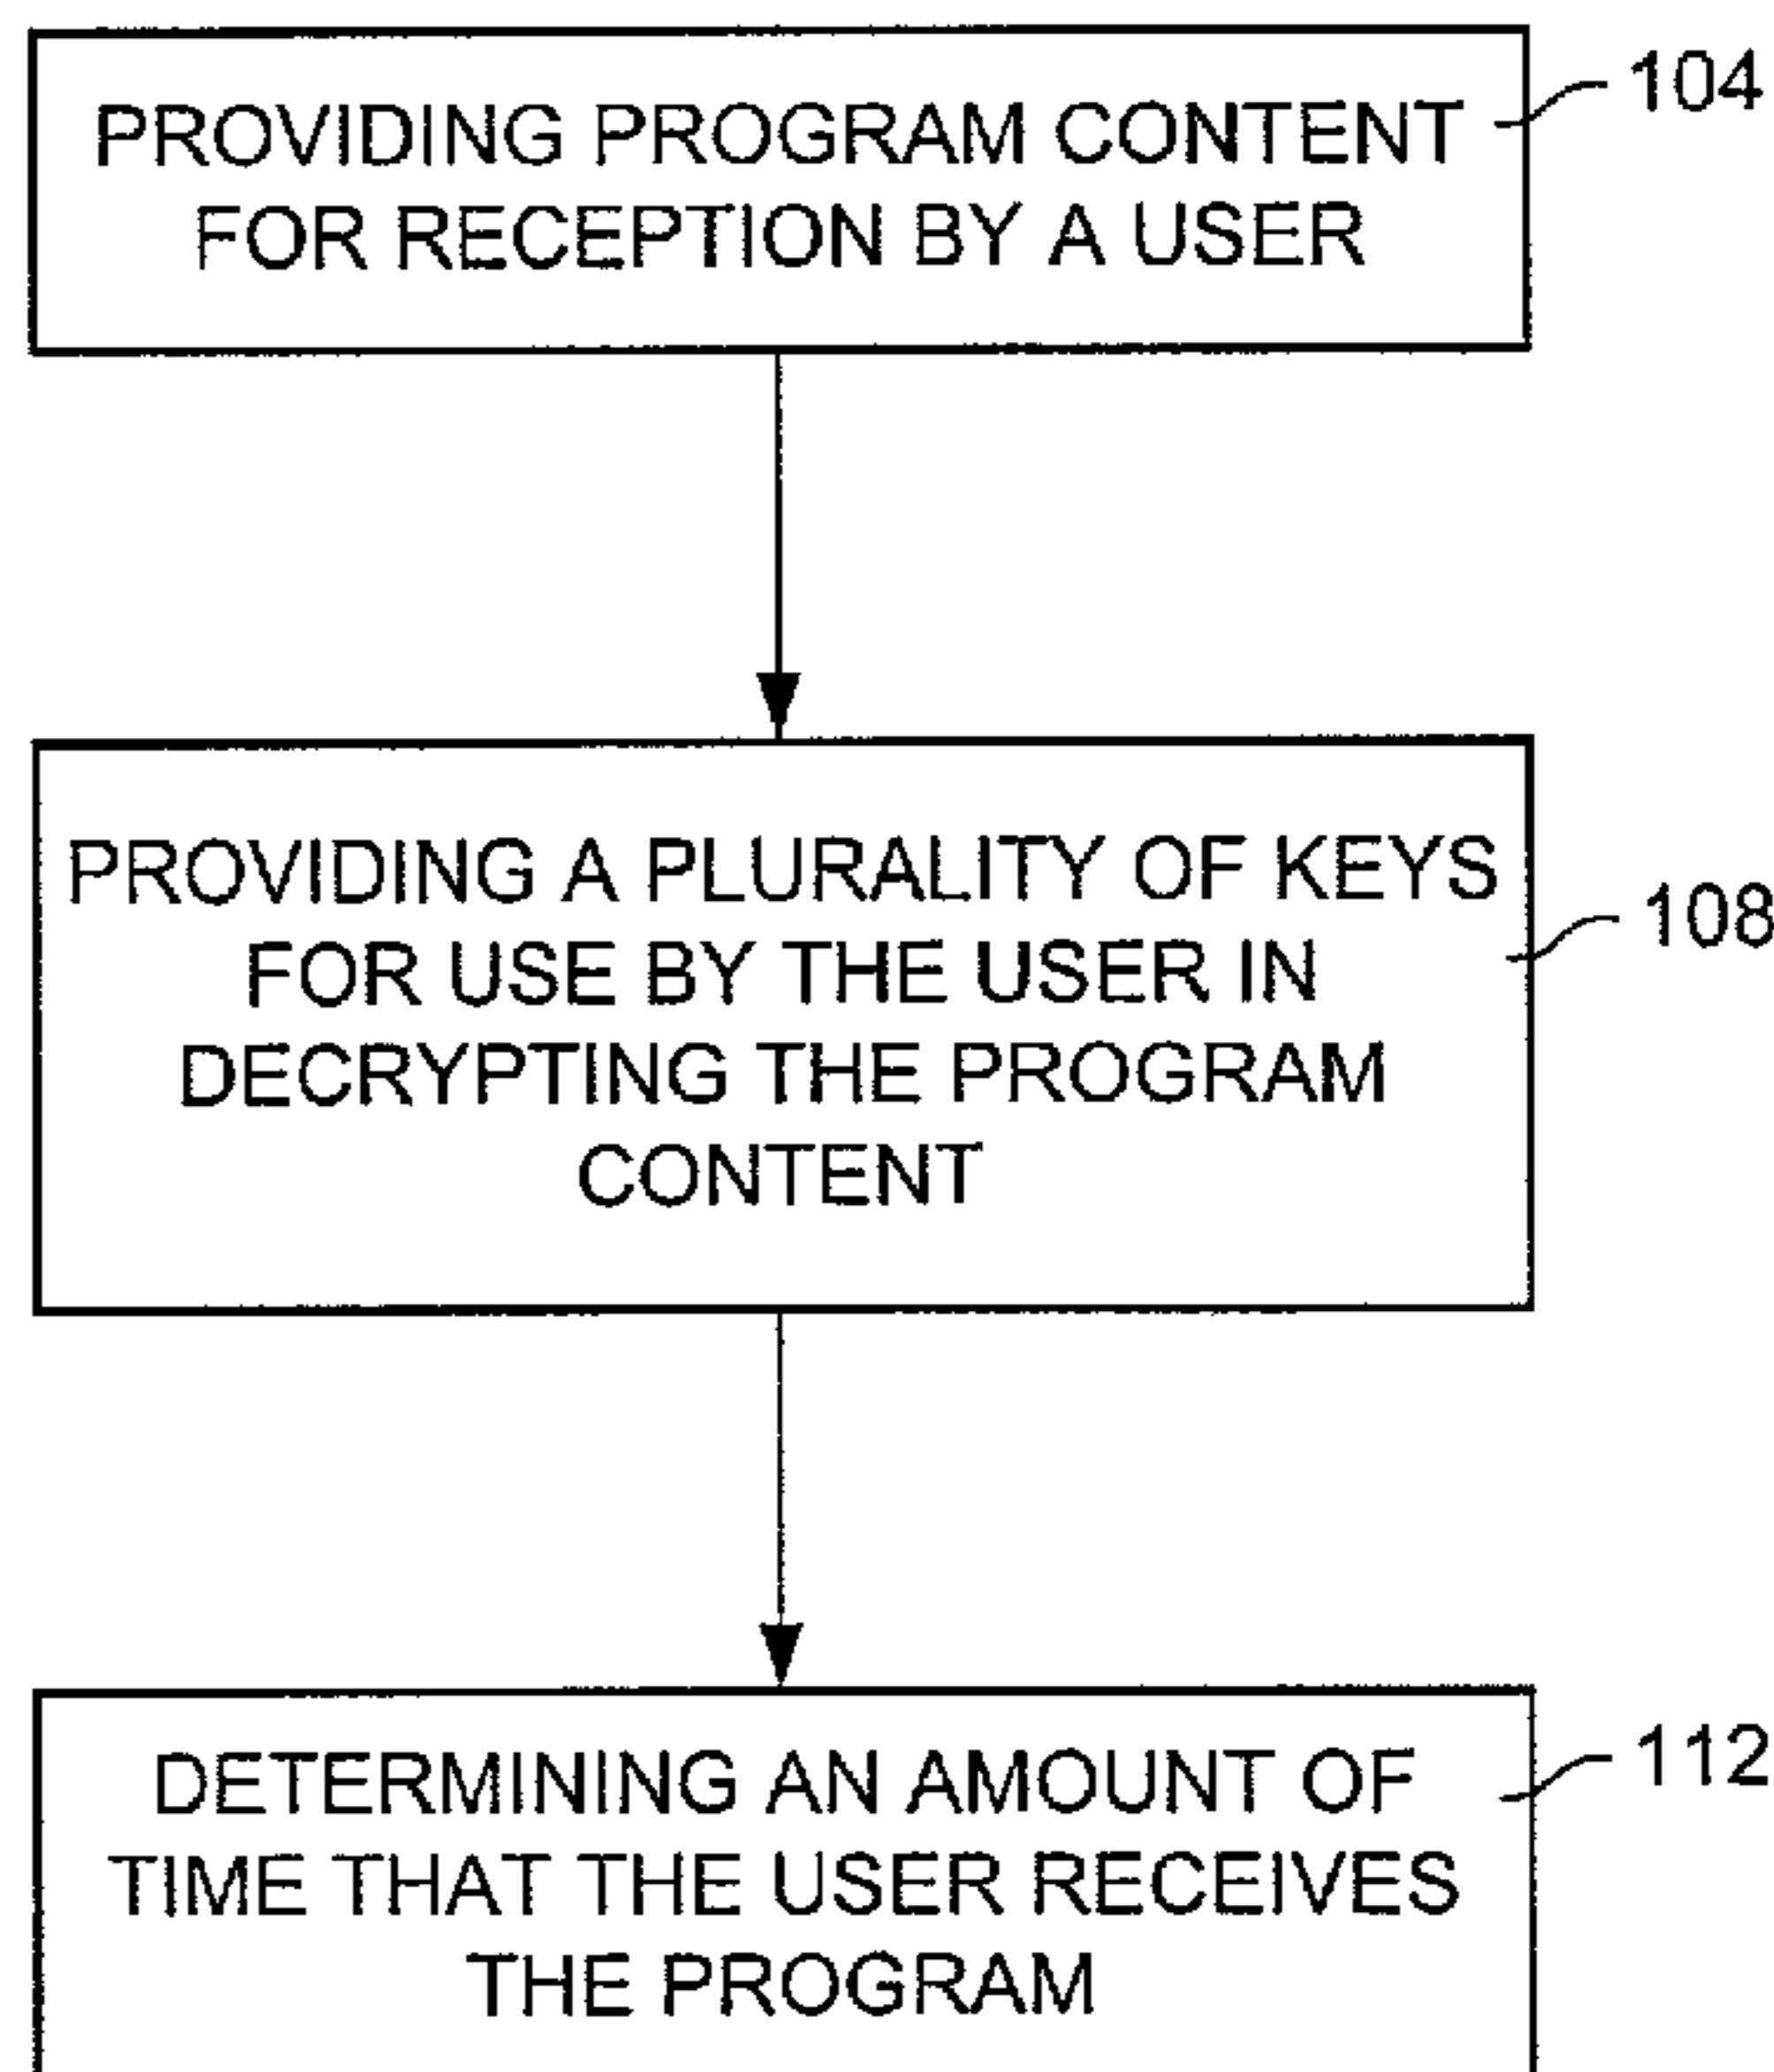 PROVIDING PROGRAM CONTENT
FOR RECEPTION BY A USER
104
PROVIDING A PLURALITY OF KEYS
FOR USE BY THE USER IN
DECRYPTING THE PROGRAM
CONTENT
108
DETERMINING AN AMOUNT OF
TIME THAT THE USER RECEIVES
THE PROGRAM
112